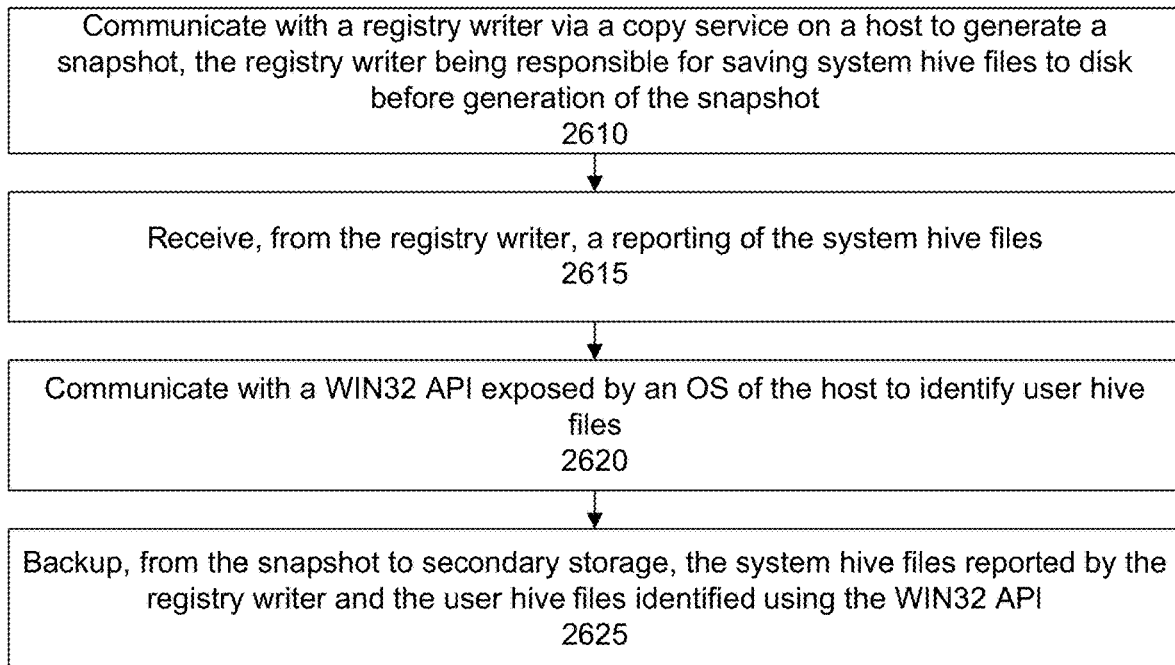 Communicate with a registry writer via a copy service on a host to generate a
snapshot, the registry writer being responsible for saving system hive files to disk
before generation of the snapshot
2610
Receive, from the registry writer, a reporting of the system hive files
2615
Communicate with a WIN32 API exposed by an OS of the host to identify user hive
files
2620
Backup, from the snapshot to secondary storage, the system hive files reported by the
registry writer and the user hive files identified using the WIN32 API
2625